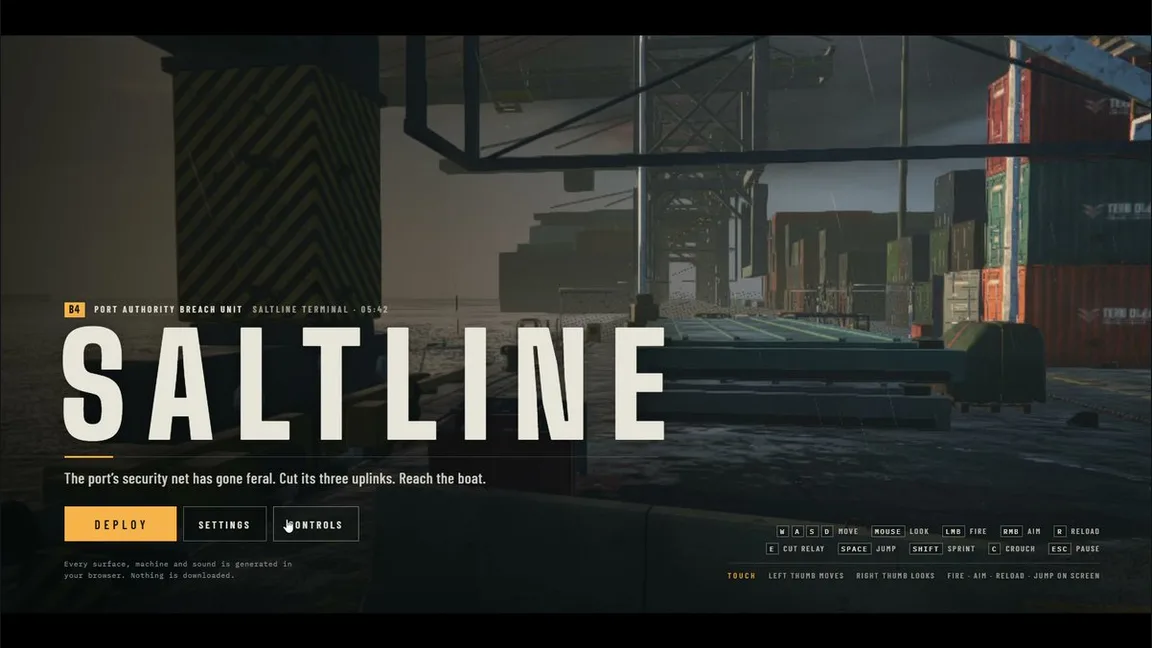 B4 PORT AUTHORITY BREACH UNIT SALTLINE TERMINAL · 05:42
SALTLINE
The port's security net has gone feral. Cut its three uplinks. Reach the boat.
DEPLOY SETTINGS CONTROLS
Every surface, machine and sound is generated in
your browser. Nothing is downloaded.
W A S D MOVE MOUSE LOOK LMB FIRE RMB AIM R RELOAD
E CUT RELAY SPACE JUMP SHIFT SPRINT C CROUCH ESC PAUSE
TOUCH LEFT THUMB MOVES RIGHT THUMB LOOKS FIRE · AIM · RELOAD · JUMP ON SCREEN